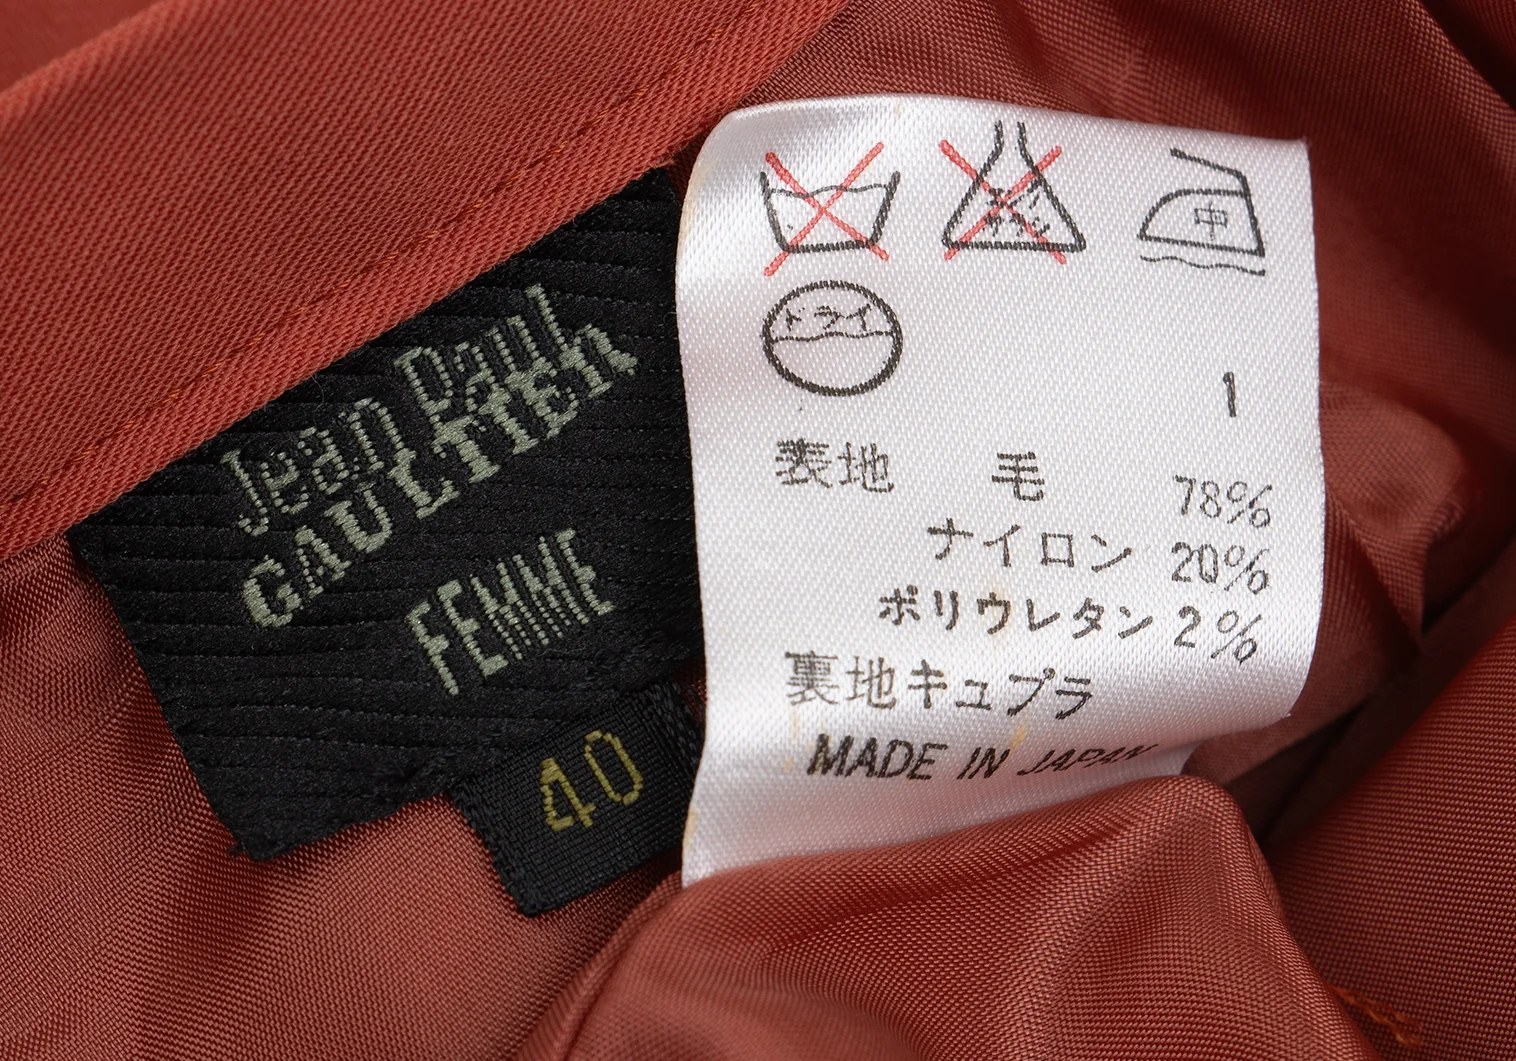 Jean Paul
GAULTIER
FEMME
40
中
ドライ
1
表地 毛 78%
ナイロン 20%
ポリウレタン 2%
裏地キュプラ
MADE IN JAPAN